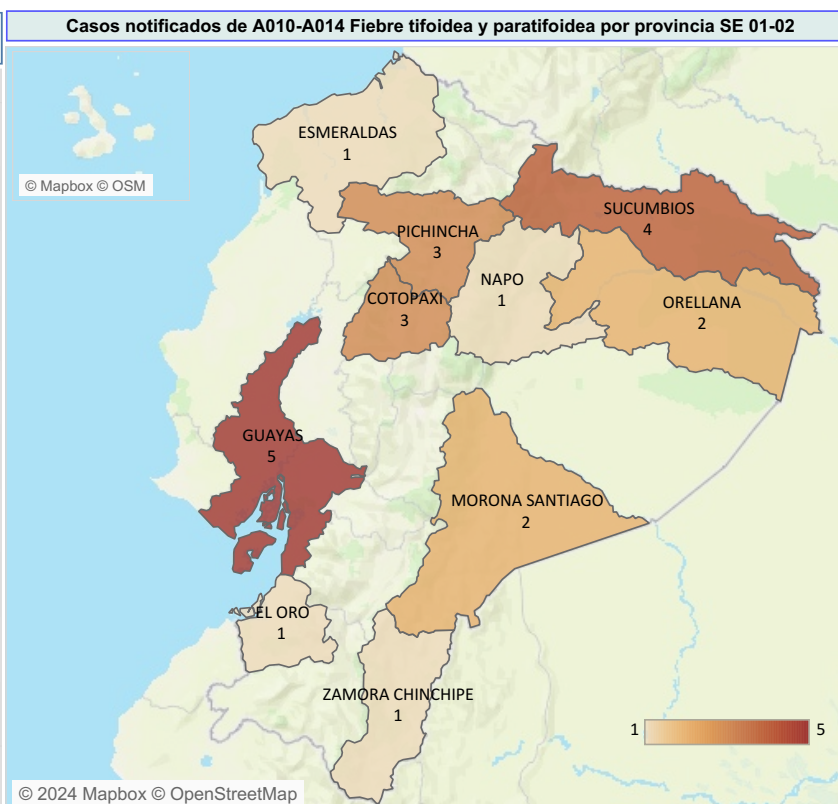 Casos notificados de A010-A014 Fiebre tifoidea y paratifoidea por provincia SE 01-02
ESMERALDAS
1
© Mapbox © OSM
SUCUMBIOS
4
PICHINCHA
3
NAPO
1
COTOPAXI
3
ORELLANA
2
GUAYAS
5
MORONA SANTIAGO
2
EL ORO
1
ZAMORA CHINCHIPE
1
1 5
© 2024 Mapbox © OpenStreetMap